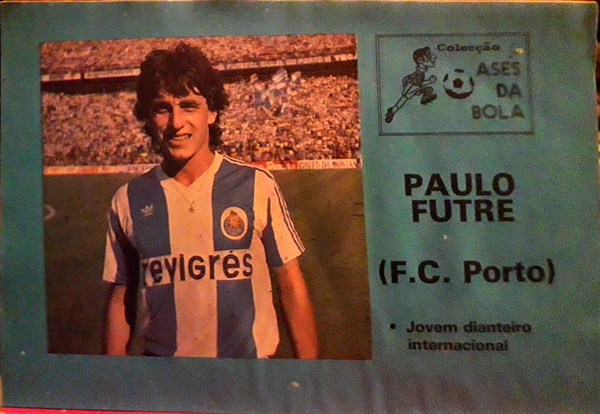 Colecção
ASES
DA
BOLA
PAULO
FUTRE
(F.C. Porto)
• Jovem dianteiro
internacional
revigrés